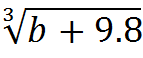 ∛(b + 9.8)